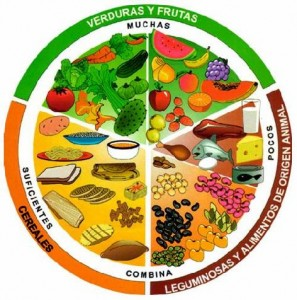 VERDURAS Y FRUTAS
MUCHAS
POCOS
LEGUMINOSAS Y ALIMENTOS DE ORIGEN ANIMAL
COMBINA
SUFICIENTES
CEREALES